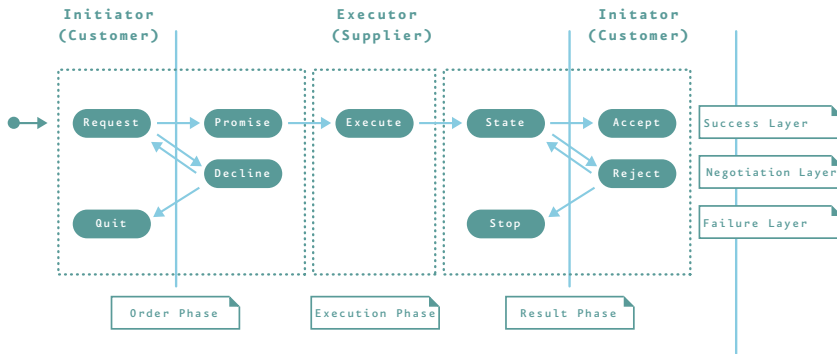 Initiator
(Customer)
Executor
(Supplier)
Initator
(Customer)
Request
Promise
Execute
State
Accept
Success Layer
Decline
Reject
Negotiation Layer
Quit
Stop
Failure Layer
Order Phase
Execution Phase
Result Phase